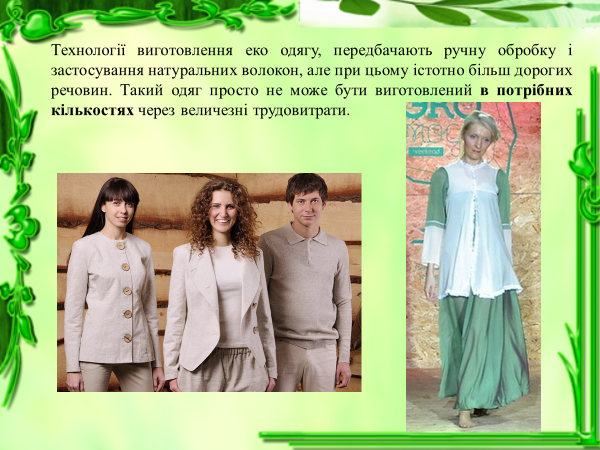 Технології виготовлення еко одягу, передбачають ручну обробку і
застосування натуральних волокон, але при цьому істотно більш дорогих
речовин. Такий одяг просто не може бути виготовлений в потрібних
кількостях через величезні трудовитрати.
weekend